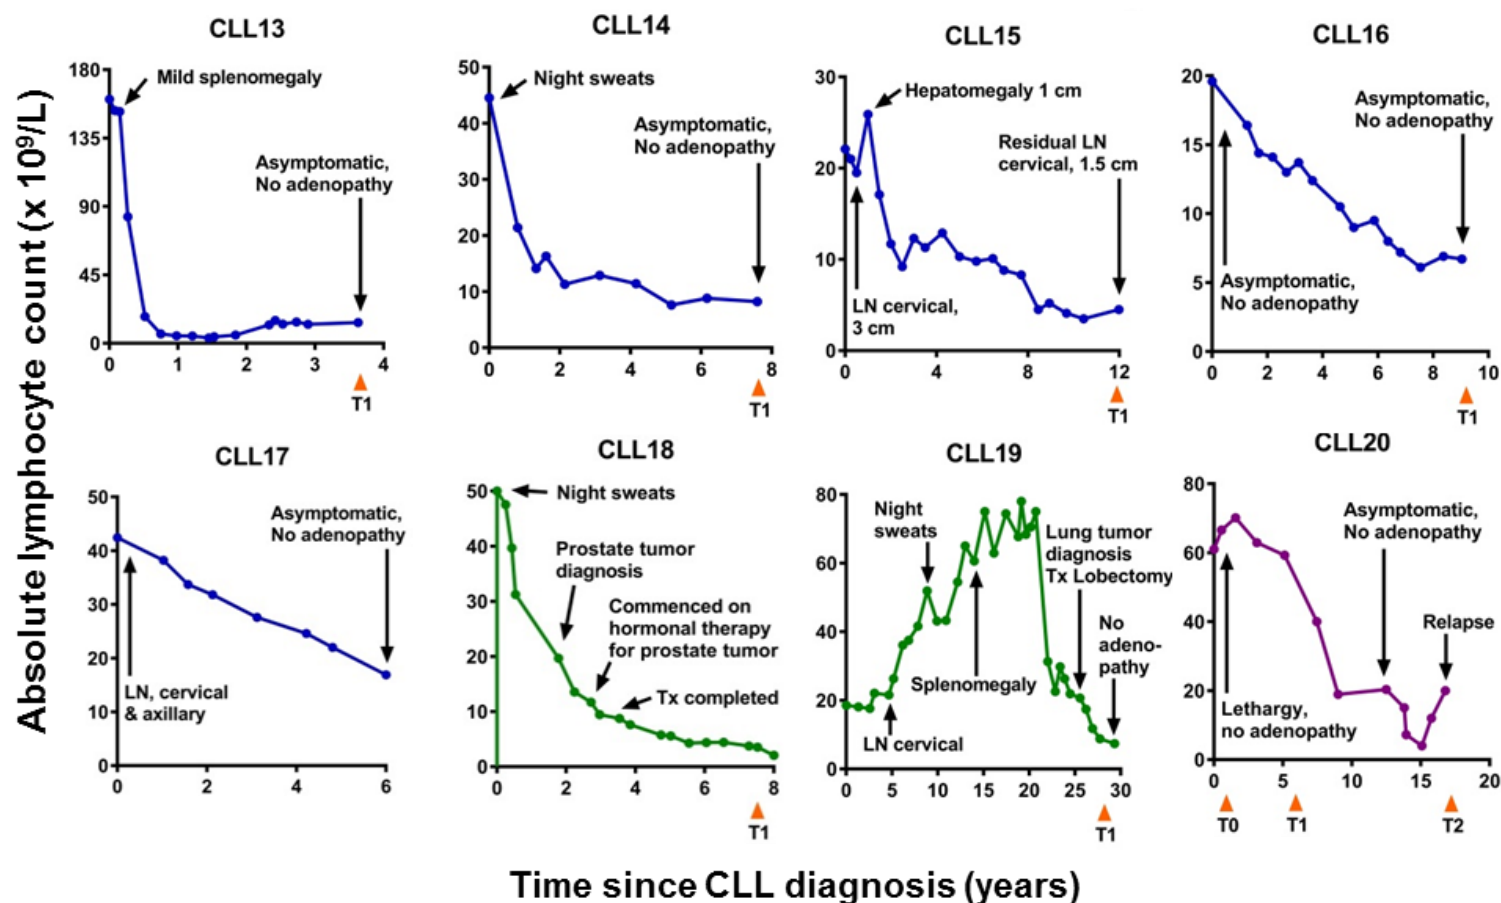 Absolute lymphocyte count (x 10⁹/L)
CLL13
180
135
90
45
0
0 1 2 3 4
Mild splenomegaly
Asymptomatic,
No adenopathy
T1
CLL14
50
40
30
20
10
0
0 2 4 6 8
Night sweats
Asymptomatic,
No adenopathy
T1
CLL15
30
20
10
0
0 4 8 12
Hepatomegaly 1 cm
Residual LN
cervical, 1.5 cm
LN cervical,
3 cm
T1
CLL16
20
15
10
5
0
0 2 4 6 8 10
Asymptomatic,
No adenopathy
Asymptomatic,
No adenopathy
T1
CLL17
50
40
30
20
10
0
0 2 4 6
Asymptomatic,
No adenopathy
LN, cervical
& axillary
CLL18
50
40
30
20
10
0
0 2 4 6 8
Night sweats
Prostate tumor
diagnosis
Commenced on
hormonal therapy
for prostate tumor
Tx completed
T1
CLL19
80
60
40
20
0
0 5 10 15 20 25 30
Night
sweats
Lung tumor
diagnosis
Tx Lobectomy
No
adeno-
pathy
Splenomegaly
LN cervical
T1
CLL20
80
60
40
20
0
0 5 10 15 20
Asymptomatic,
No adenopathy
Relapse
Lethargy,
no adenopathy
T0 T1 T2
Time since CLL diagnosis (years)